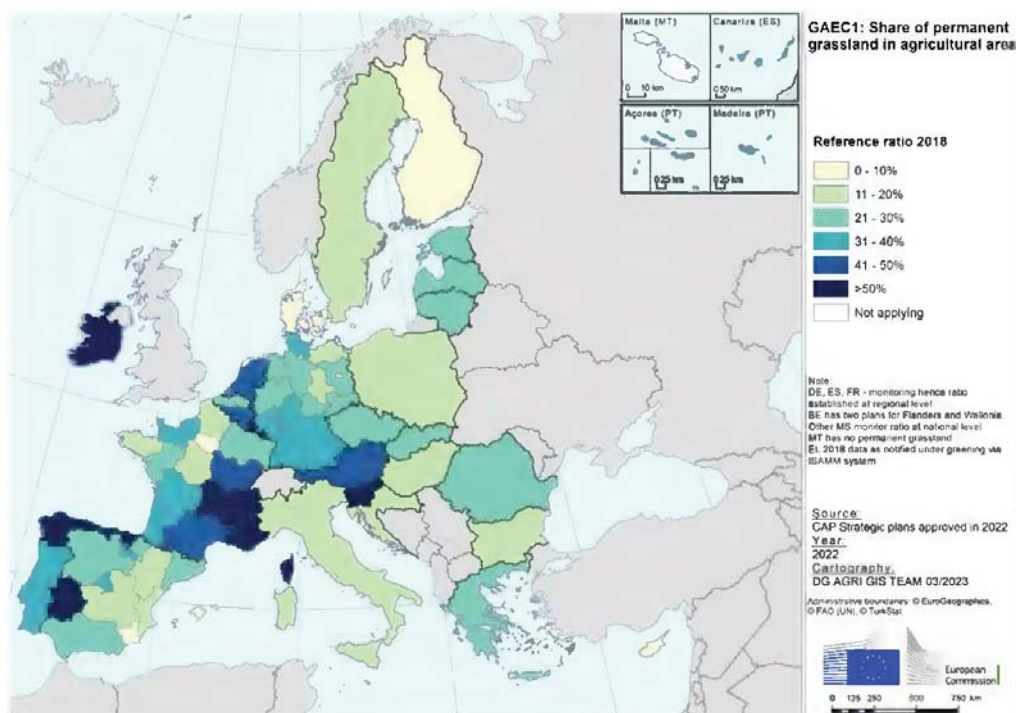 Malta (MT)
0 10 km
Canarias (ES)
0 50 km
Açores (PT)
0 25 km
Madeira (PT)
0 25 km
GAEC1: Share of permanent
grassland in agricultural area
Reference ratio 2018
0 - 10%
11 - 20%
21 - 30%
31 - 40%
41 - 50%
>50%
Not applying
Note:
DE, ES, FR - monitoring hence ratio
established at regional level
BE has two plans for Flanders and Wallonia.
Other MS monitor ratio at national level
MT has no permanent grassland
EL 2018 data as notified under greening via
ISAMM system
Source:
CAP Strategic plans approved in 2022
Year:
2022
Cartography:
DG AGRI GIS TEAM 03/2023
Administrative boundaries: © EuroGeographics,
© FAO (UN), © TurkStat
European
Commission
0 125 250 500 750 km